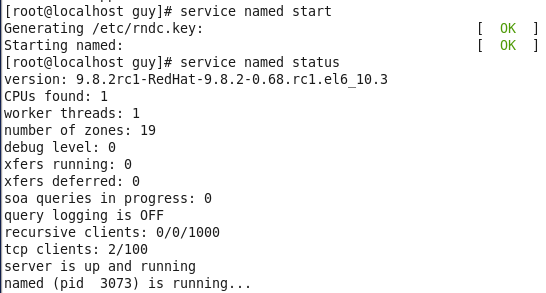 [root@localhost guy]# service named start
Generating /etc/rndc.key:                                  [  OK  ]
Starting named:                                            [  OK  ]
[root@localhost guy]# service named status
version: 9.8.2rc1-RedHat-9.8.2-0.68.rc1.el6_10.3
CPUs found: 1
worker threads: 1
number of zones: 19
debug level: 0
xfers running: 0
xfers deferred: 0
soa queries in progress: 0
query logging is OFF
recursive clients: 0/0/1000
tcp clients: 2/100
server is up and running
named (pid  3073) is running...